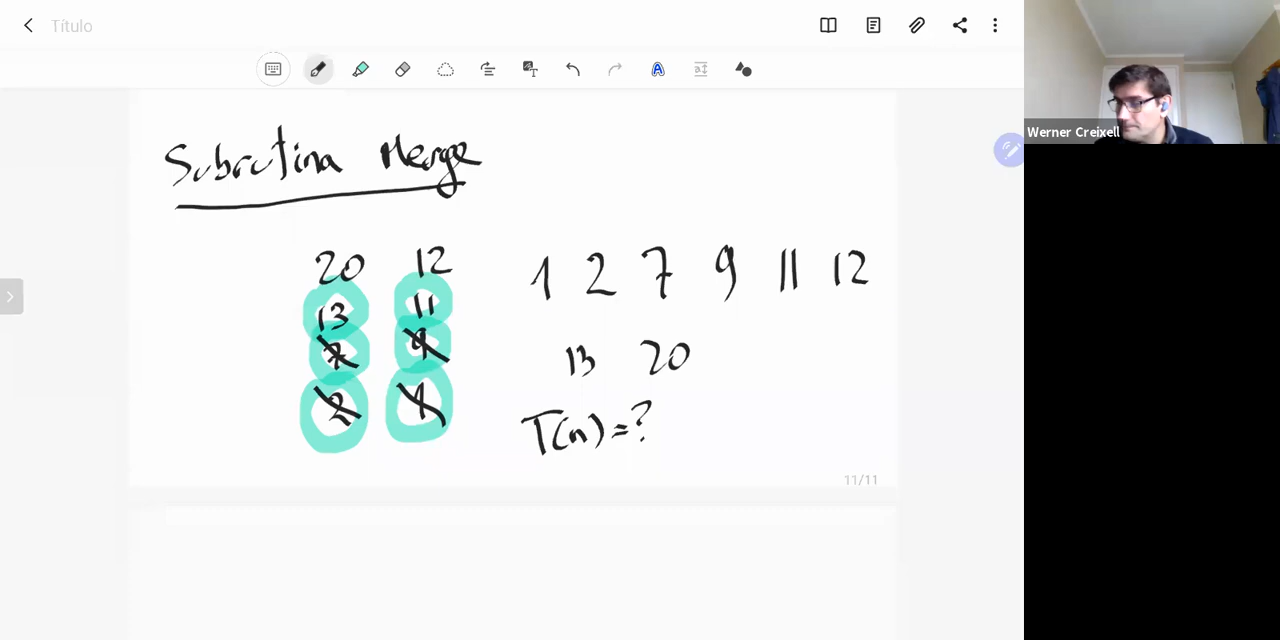 Título
Werner Creixell
Subrutina Merge
20 12 1 2 7 9 11 12
13 11
7 9 13 20
2 1
T(n)=?
11/11